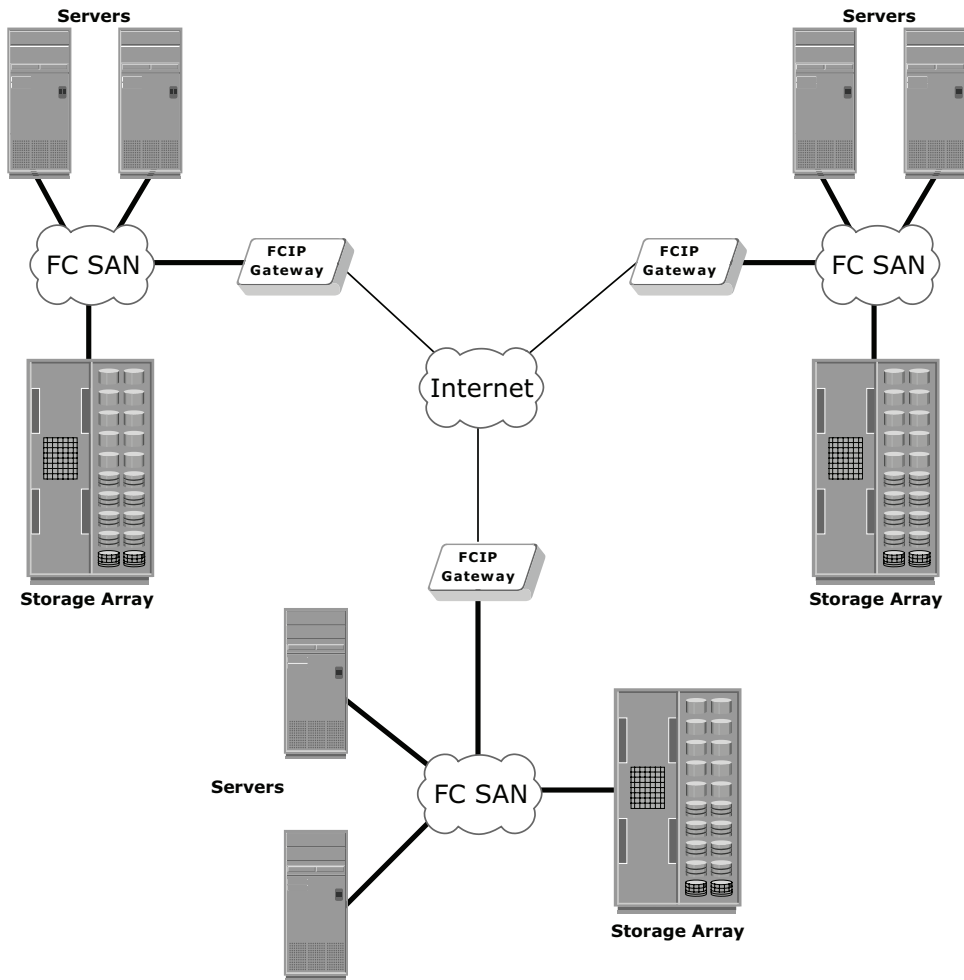 Servers
Servers
FC SAN
FCIP
Gateway
FCIP
Gateway
FC SAN
Internet
Storage Array
Storage Array
FCIP
Gateway
Servers
FC SAN
Storage Array